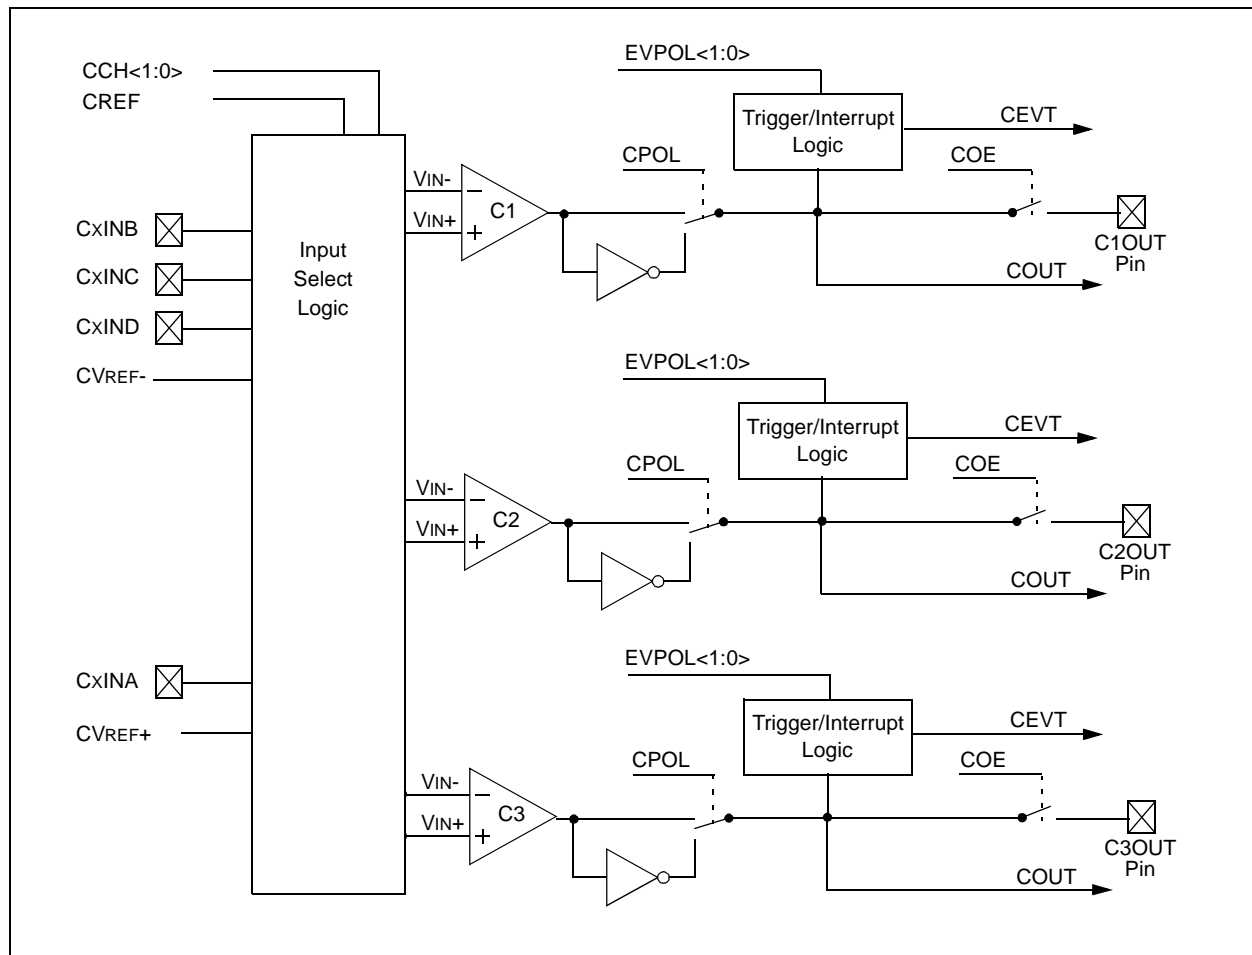 CCH<1:0>
CREF
CXINB
CXINC
CXIND
CVREF-
CXINA
CVREF+
Input
Select
Logic
EVPOL<1:0>
Trigger/Interrupt
Logic
CEVT
CPOL
COE
VIN-
VIN+
C1
C1OUT
Pin
COUT
EVPOL<1:0>
Trigger/Interrupt
Logic
CEVT
CPOL
COE
VIN-
VIN+
C2
C2OUT
Pin
COUT
EVPOL<1:0>
Trigger/Interrupt
Logic
CEVT
CPOL
COE
VIN-
VIN+
C3
C3OUT
Pin
COUT